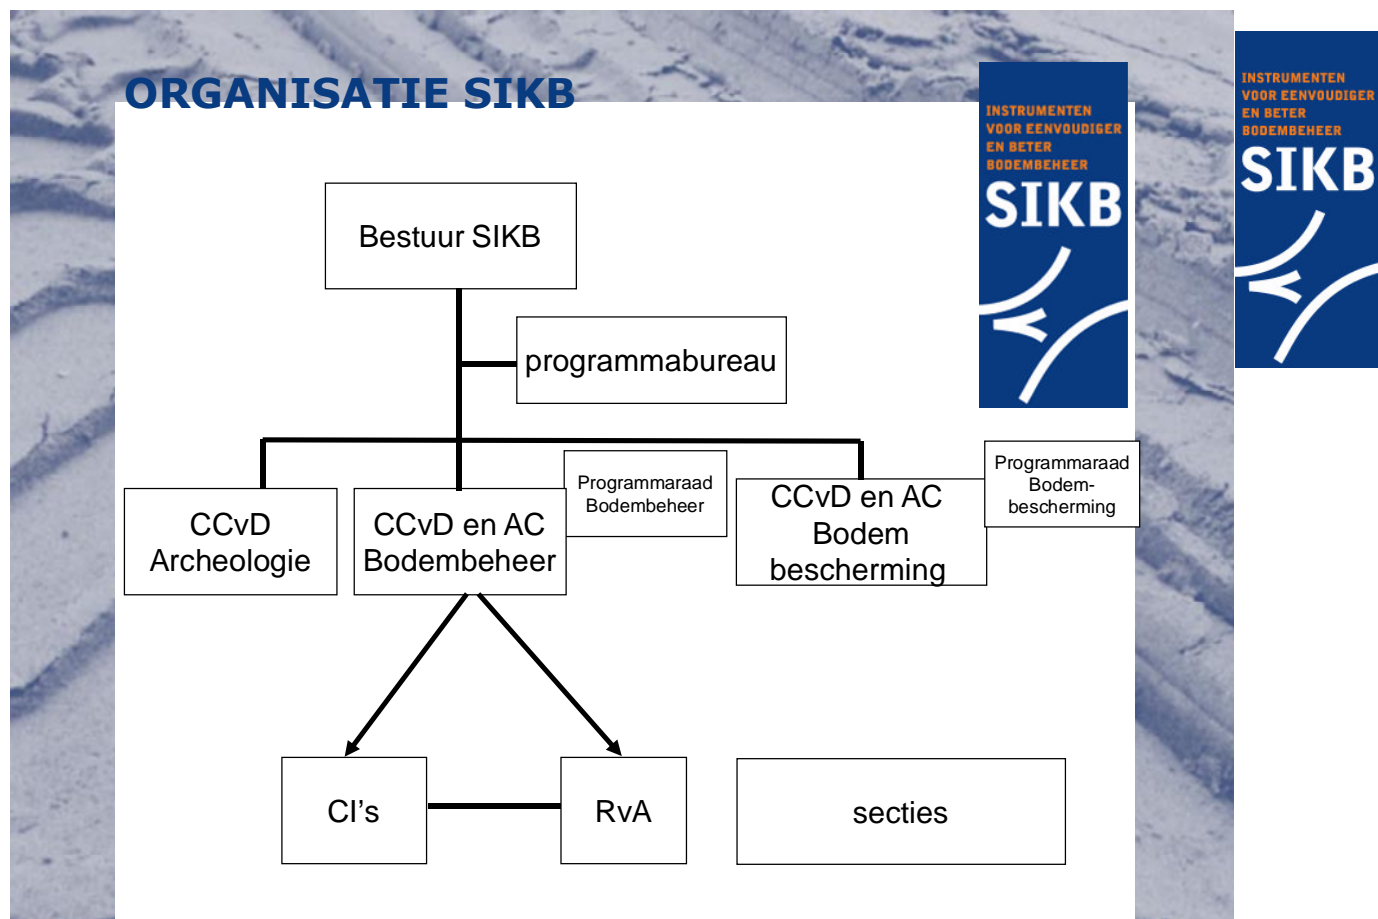 ORGANISATIE SIKB
INSTRUMENTEN
VOOR EENVOUDIGER
EN BETER
BODEMBEHEER
SIKB
INSTRUMENTEN
VOOR EENVOUDIGER
EN BETER
BODEMBEHEER
SIKB
Bestuur SIKB
programmabureau
CCvD
Archeologie
CCvD en AC
Bodembeheer
Programmaraad
Bodembeheer
CCvD en AC
Bodem
bescherming
Programmaraad
Bodem-
bescherming
CI's
RvA
secties